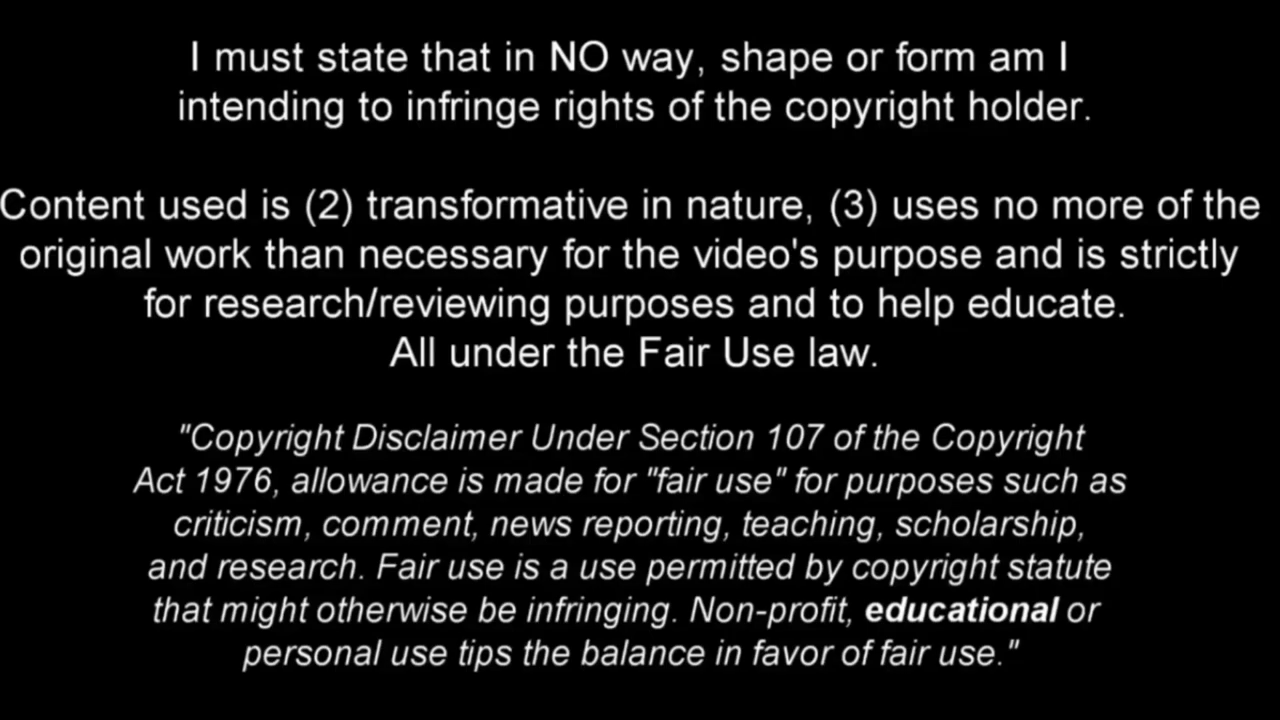 I must state that in NO way, shape or form am I
intending to infringe rights of the copyright holder.
Content used is (2) transformative in nature, (3) uses no more of the
original work than necessary for the video's purpose and is strictly
for research/reviewing purposes and to help educate.
All under the Fair Use law.
"Copyright Disclaimer Under Section 107 of the Copyright
Act 1976, allowance is made for "fair use" for purposes such as
criticism, comment, news reporting, teaching, scholarship,
and research. Fair use is a use permitted by copyright statute
that might otherwise be infringing. Non-profit, educational or
personal use tips the balance in favor of fair use."